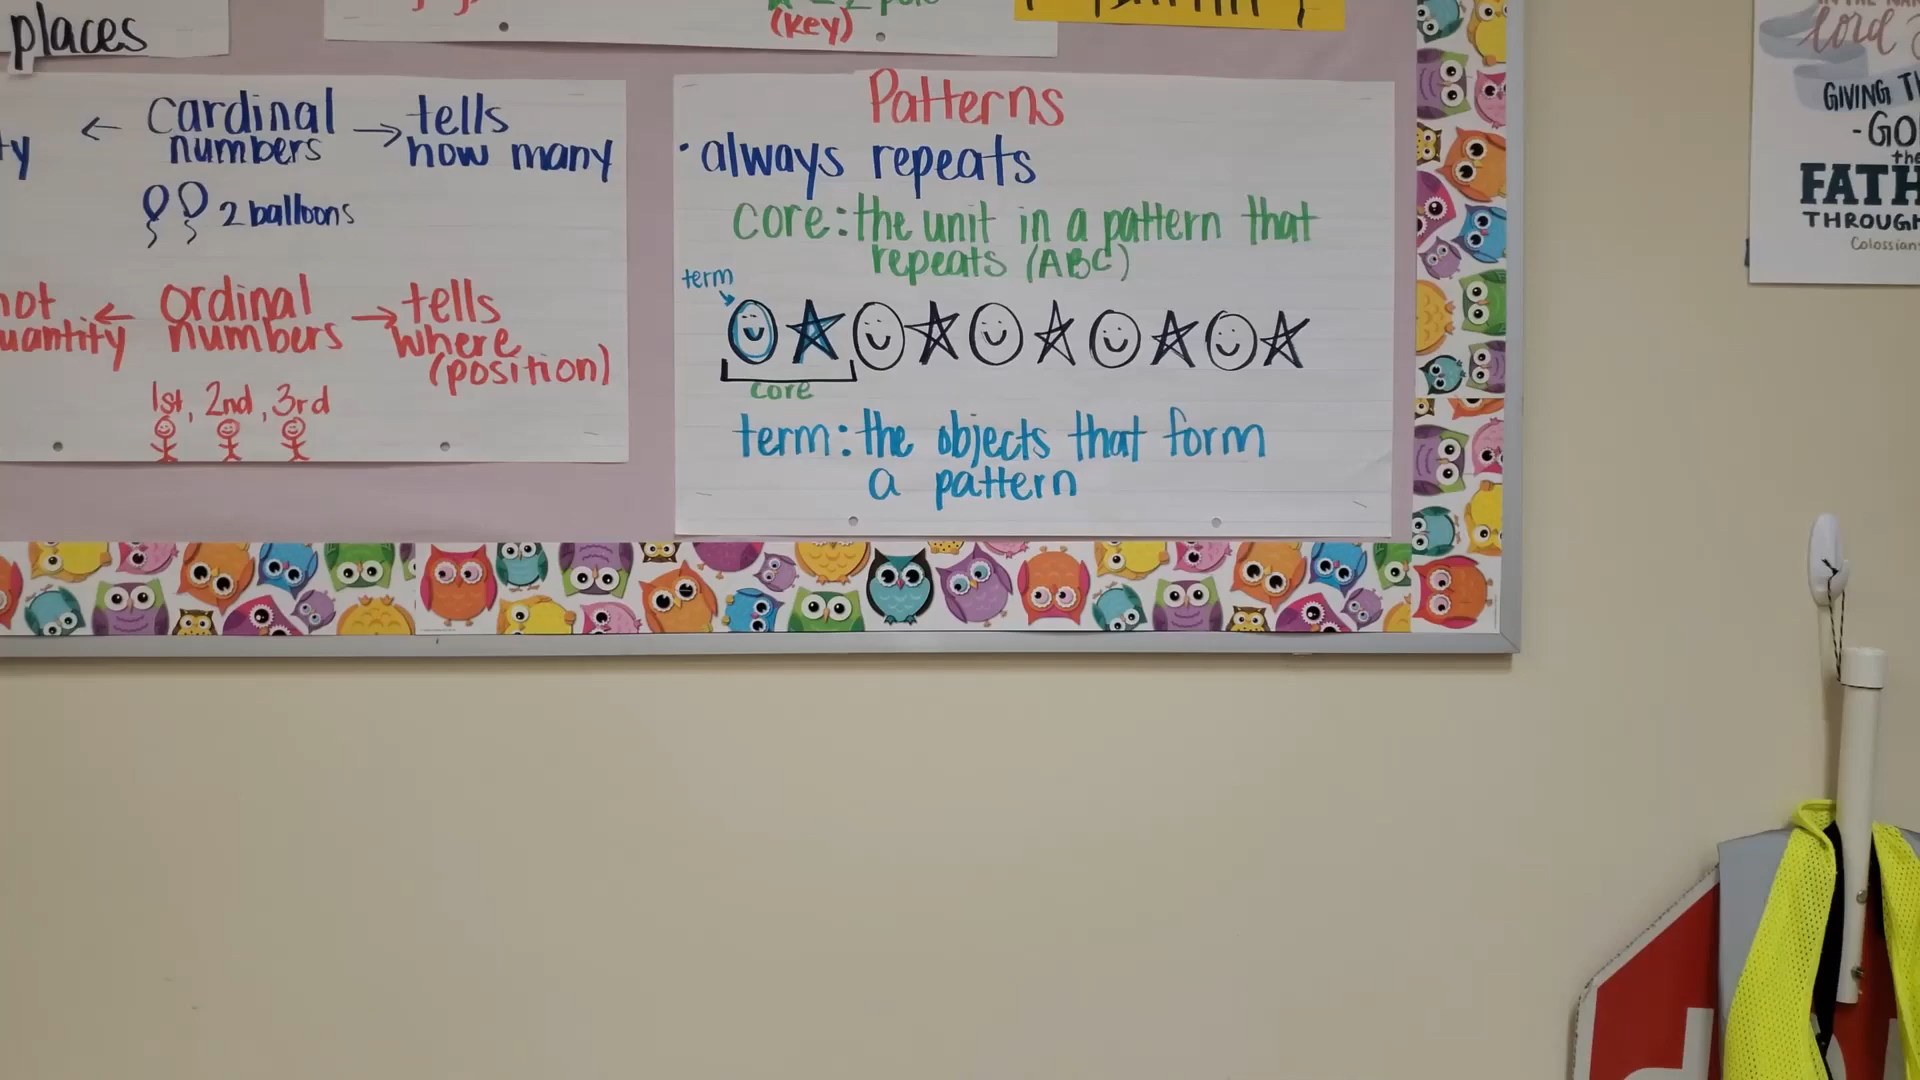 places
(key)
cardinal
numbers
tells
how many
2 balloons
not
ordinal
numbers
tells
where
(position)
1st, 2nd, 3rd
Patterns
• always repeats
core: the unit in a pattern that
repeats (ABC)
term
core
term: the objects that form
a pattern
lord
GIVING
the
THROUGH